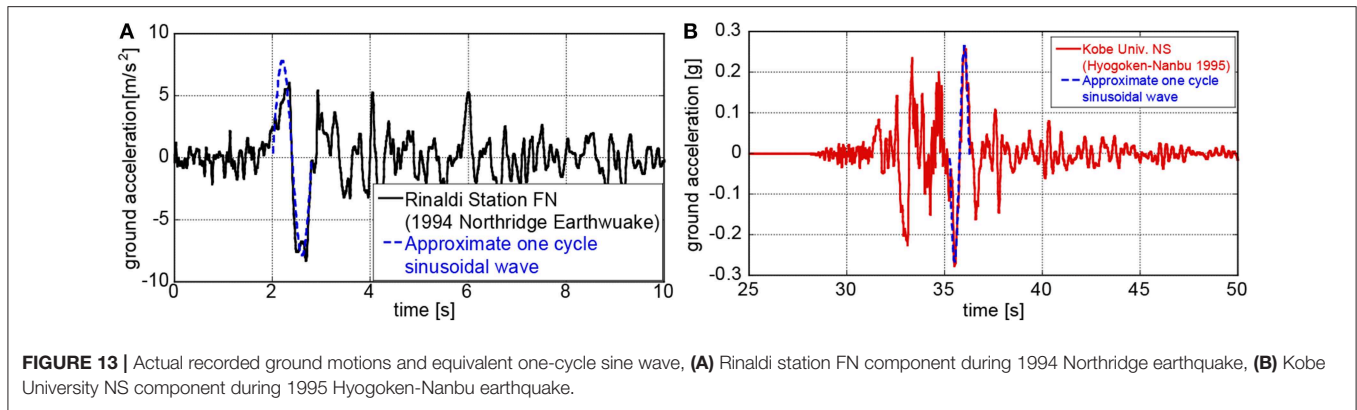 A
10
5
0
-5
-10
ground acceleration[m/s²]
0 2 4 6 8 10
time [s]
Rinaldi Station FN
(1994 Northridge Earthwuake)
Approximate one cycle
sinusoidal wave
B
0.3
0.2
0.1
0
-0.1
-0.2
-0.3
ground acceleration [g]
25 30 35 40 45 50
time [s]
Kobe Univ. NS
(Hyogoken-Nanbu 1995)
Approximate one cycle
sinusoidal wave
FIGURE 13 | Actual recorded ground motions and equivalent one-cycle sine wave, (A) Rinaldi station FN component during 1994 Northridge earthquake, (B) Kobe
University NS component during 1995 Hyogoken-Nanbu earthquake.